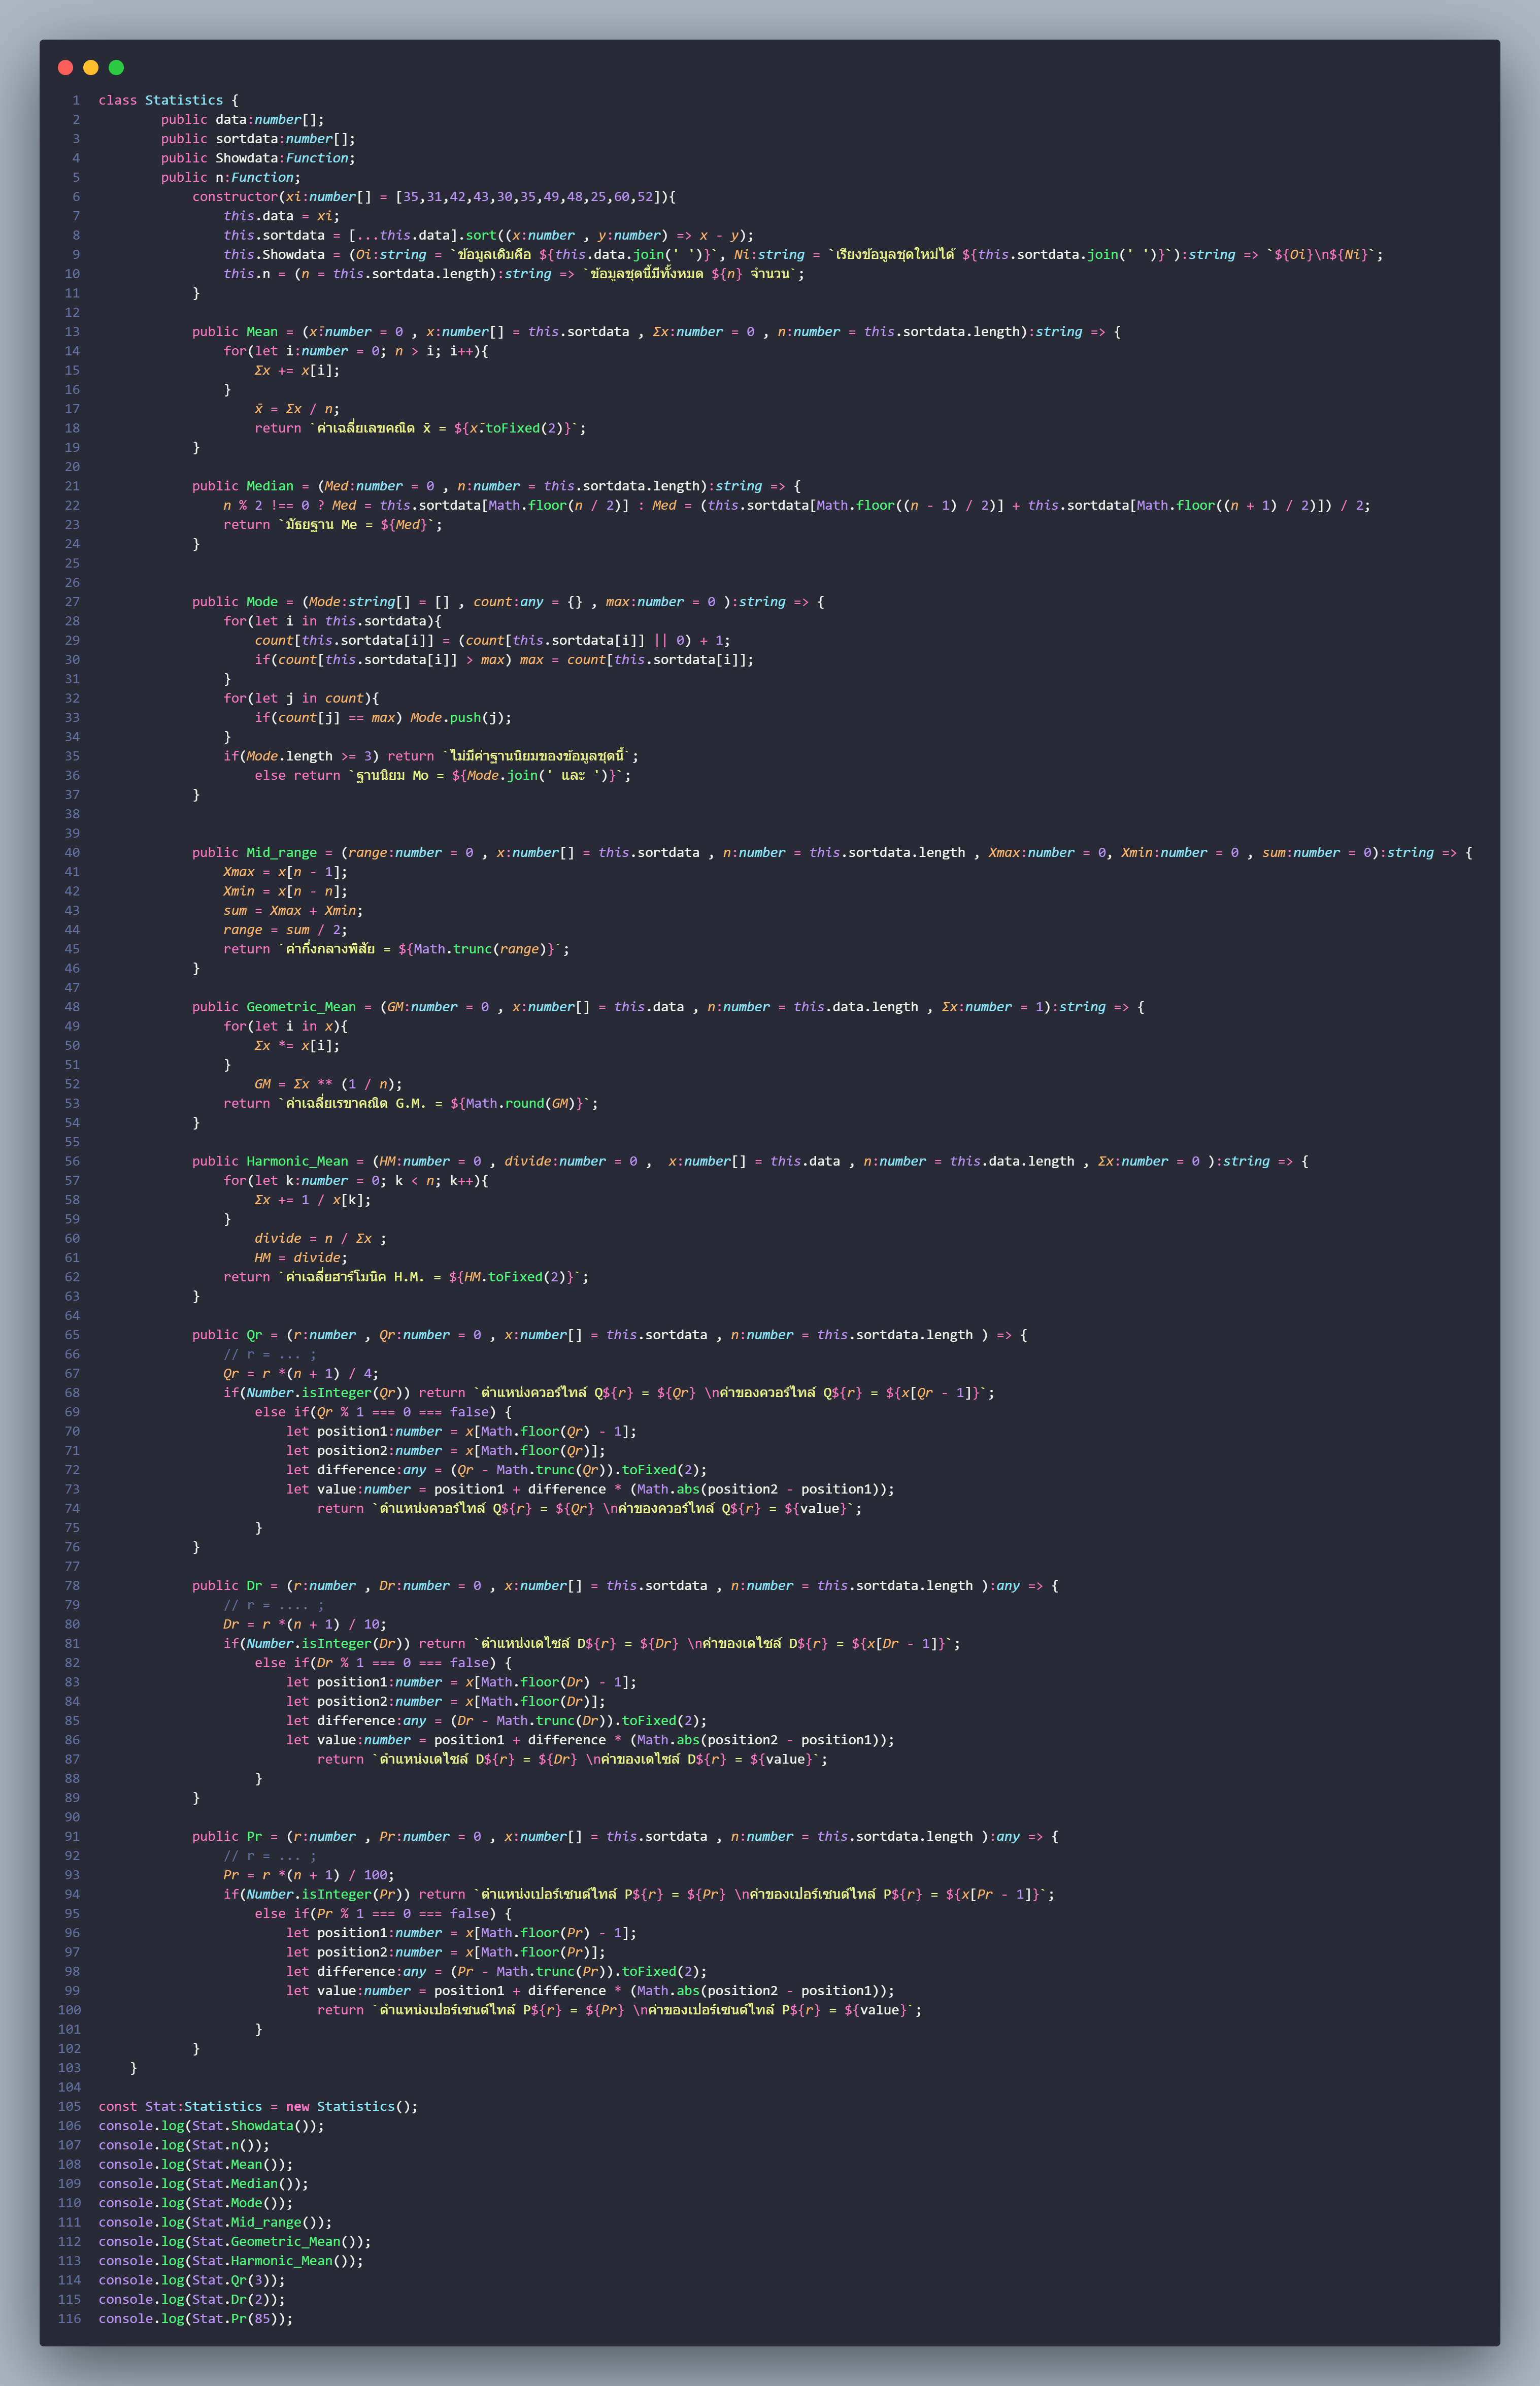 1 class Statistics {
2 public data:number[];
3 public sortdata:number[];
4 public Showdata:Function;
5 public n:Function;
6 constructor(xi:number[] = [35,31,42,43,30,35,49,48,25,60,52]){
7 this.data = xi;
8 this.sortdata = [...this.data].sort((x:number , y:number) => x - y);
9 this.Showdata = (Oi:string = `ข้อมูลเดิมคือ ${this.data.join(' ')}`, Ni:string = `เรียงข้อมูลชุดใหม่ได้ ${this.sortdata.join(' ')}`):string => `${Oi}\n${Ni}`;
10 this.n = (n = this.sortdata.length):string => `ข้อมูลชุดนี้มีทั้งหมด ${n} จำนวน`;
11 }
12
13 public Mean = (x̄:number = 0 , x:number[] = this.sortdata , Σx:number = 0 , n:number = this.sortdata.length):string => {
14 for(let i:number = 0; n > i; i++){
15 Σx += x[i];
16 }
17 x̄ = Σx / n;
18 return `ค่าเฉลี่ยเลขคณิต x̄ = ${x̄.toFixed(2)}`;
19 }
20
21 public Median = (Med:number = 0 , n:number = this.sortdata.length):string => {
22 n % 2 !== 0 ? Med = this.sortdata[Math.floor(n / 2)] : Med = (this.sortdata[Math.floor((n - 1) / 2)] + this.sortdata[Math.floor((n + 1) / 2)]) / 2;
23 return `มัธยฐาน Me = ${Med}`;
24 }
25
26
27 public Mode = (Mode:string[] = [] , count:any = {} , max:number = 0 ):string => {
28 for(let i in this.sortdata){
29 count[this.sortdata[i]] = (count[this.sortdata[i]] || 0) + 1;
30 if(count[this.sortdata[i]] > max) max = count[this.sortdata[i]];
31 }
32 for(let j in count){
33 if(count[j] == max) Mode.push(j);
34 }
35 if(Mode.length >= 3) return `ไม่มีค่าฐานนิยมของข้อมูลชุดนี้`;
36 else return `ฐานนิยม Mo = ${Mode.join(' และ ')}`;
37 }
38
39
40 public Mid_range = (range:number = 0 , x:number[] = this.sortdata , n:number = this.sortdata.length , Xmax:number = 0, Xmin:number = 0 , sum:number = 0):string => {
41 Xmax = x[n - 1];
42 Xmin = x[n - n];
43 sum = Xmax + Xmin;
44 range = sum / 2;
45 return `ค่ากึ่งกลางพิสัย = ${Math.trunc(range)}`;
46 }
47
48 public Geometric_Mean = (GM:number = 0 , x:number[] = this.data , n:number = this.data.length , Σx:number = 1):string => {
49 for(let i in x){
50 Σx *= x[i];
51 }
52 GM = Σx ** (1 / n);
53 return `ค่าเฉลี่ยเรขาคณิต G.M. = ${Math.round(GM)}`;
54 }
55
56 public Harmonic_Mean = (HM:number = 0 , divide:number = 0 ,  x:number[] = this.data , n:number = this.data.length , Σx:number = 0 ):string => {
57 for(let k:number = 0; k < n; k++){
58 Σx += 1 / x[k];
59 }
60 divide = n / Σx ;
61 HM = divide;
62 return `ค่าเฉลี่ยฮาร์โมนิค H.M. = ${HM.toFixed(2)}`;
63 }
64
65 public Qr = (r:number , Qr:number = 0 , x:number[] = this.sortdata , n:number = this.sortdata.length ) => {
66 // r = ... ;
67 Qr = r *(n + 1) / 4;
68 if(Number.isInteger(Qr)) return `ตำแหน่งควอร์ไทล์ Q${r} = ${Qr} \nค่าของควอร์ไทล์ Q${r} = ${x[Qr - 1]}`;
69 else if(Qr % 1 === 0 === false) {
70 let position1:number = x[Math.floor(Qr) - 1];
71 let position2:number = x[Math.floor(Qr)];
72 let difference:any = (Qr - Math.trunc(Qr)).toFixed(2);
73 let value:number = position1 + difference * (Math.abs(position2 - position1));
74 return `ตำแหน่งควอร์ไทล์ Q${r} = ${Qr} \nค่าของควอร์ไทล์ Q${r} = ${value}`;
75 }
76 }
77
78 public Dr = (r:number , Dr:number = 0 , x:number[] = this.sortdata , n:number = this.sortdata.length ):any => {
79 // r = .... ;
80 Dr = r *(n + 1) / 10;
81 if(Number.isInteger(Dr)) return `ตำแหน่งเดไซล์ D${r} = ${Dr} \nค่าของเดไซล์ D${r} = ${x[Dr - 1]}`;
82 else if(Dr % 1 === 0 === false) {
83 let position1:number = x[Math.floor(Dr) - 1];
84 let position2:number = x[Math.floor(Dr)];
85 let difference:any = (Dr - Math.trunc(Dr)).toFixed(2);
86 let value:number = position1 + difference * (Math.abs(position2 - position1));
87 return `ตำแหน่งเดไซล์ D${r} = ${Dr} \nค่าของเดไซล์ D${r} = ${value}`;
88 }
89 }
90
91 public Pr = (r:number , Pr:number = 0 , x:number[] = this.sortdata , n:number = this.sortdata.length ):any => {
92 // r = ... ;
93 Pr = r *(n + 1) / 100;
94 if(Number.isInteger(Pr)) return `ตำแหน่งเปอร์เซนต์ไทล์ P${r} = ${Pr} \nค่าของเปอร์เซนต์ไทล์ P${r} = ${x[Pr - 1]}`;
95 else if(Pr % 1 === 0 === false) {
96 let position1:number = x[Math.floor(Pr) - 1];
97 let position2:number = x[Math.floor(Pr)];
98 let difference:any = (Pr - Math.trunc(Pr)).toFixed(2);
99 let value:number = position1 + difference * (Math.abs(position2 - position1));
100 return `ตำแหน่งเปอร์เซนต์ไทล์ P${r} = ${Pr} \nค่าของเปอร์เซนต์ไทล์ P${r} = ${value}`;
101 }
102 }
103 }
104
105 const Stat:Statistics = new Statistics();
106 console.log(Stat.Showdata());
107 console.log(Stat.n());
108 console.log(Stat.Mean());
109 console.log(Stat.Median());
110 console.log(Stat.Mode());
111 console.log(Stat.Mid_range());
112 console.log(Stat.Geometric_Mean());
113 console.log(Stat.Harmonic_Mean());
114 console.log(Stat.Qr(3));
115 console.log(Stat.Dr(2));
116 console.log(Stat.Pr(85));